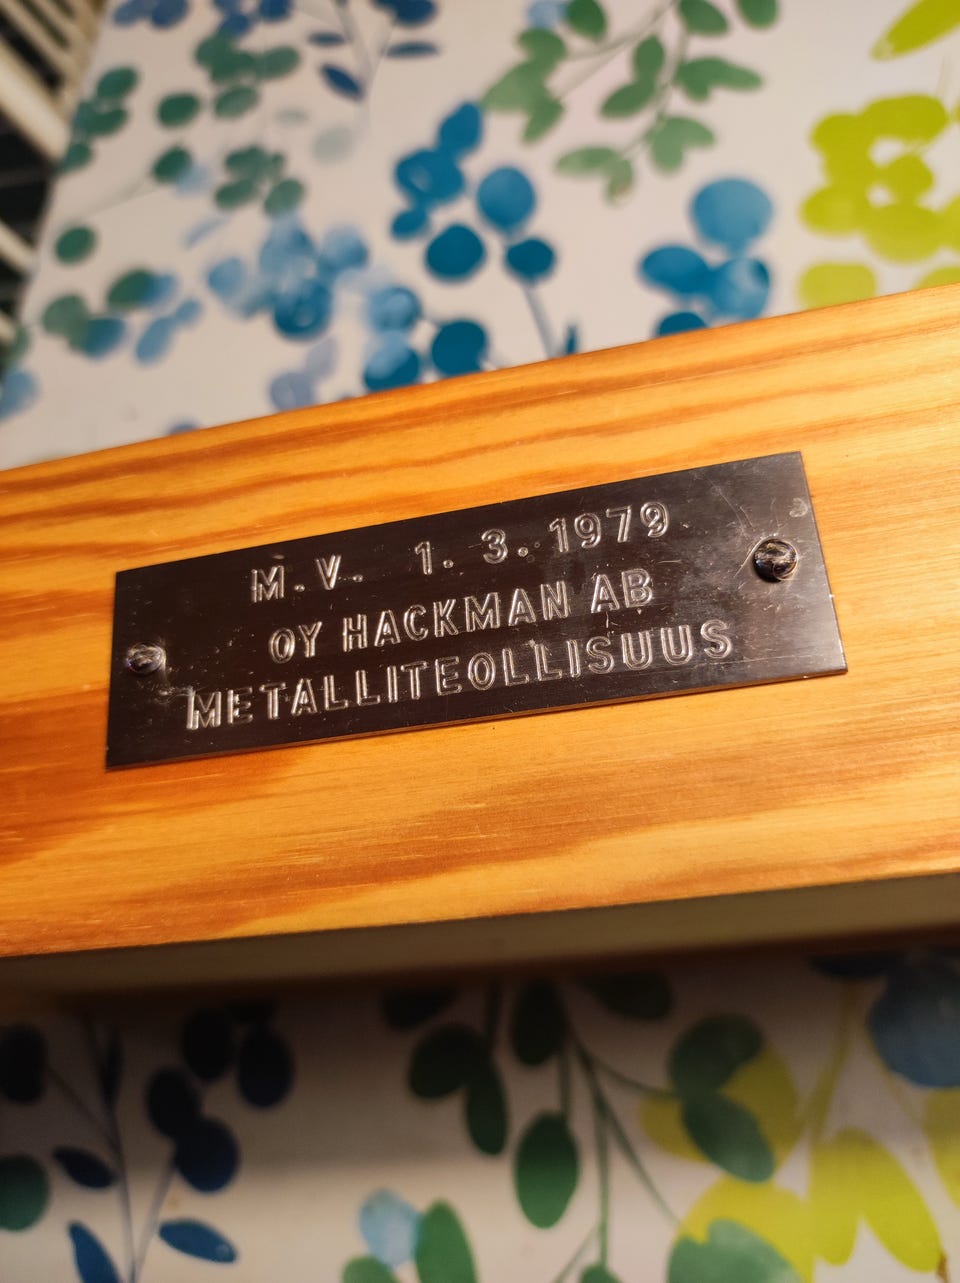 M.V. 1. 3. 1979
OY HACKMAN AB
METALLITEOLLISUUS